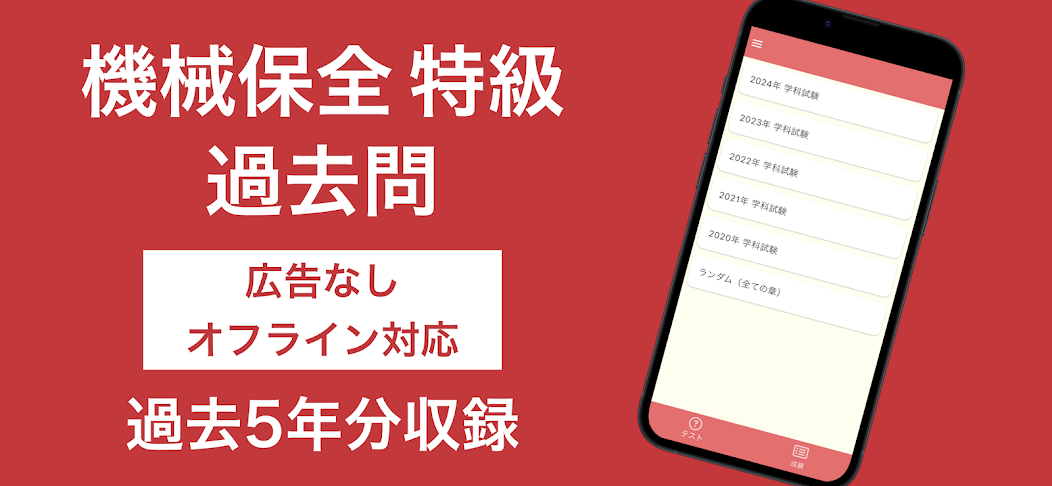 機械保全 特級
過去問
広告なし
オフライン対応
過去5年分収録
2024年 学科試験
2023年 学科試験
2022年 学科試験
2021年 学科試験
2020年 学科試験
ランダム（全ての章）
テスト
成績